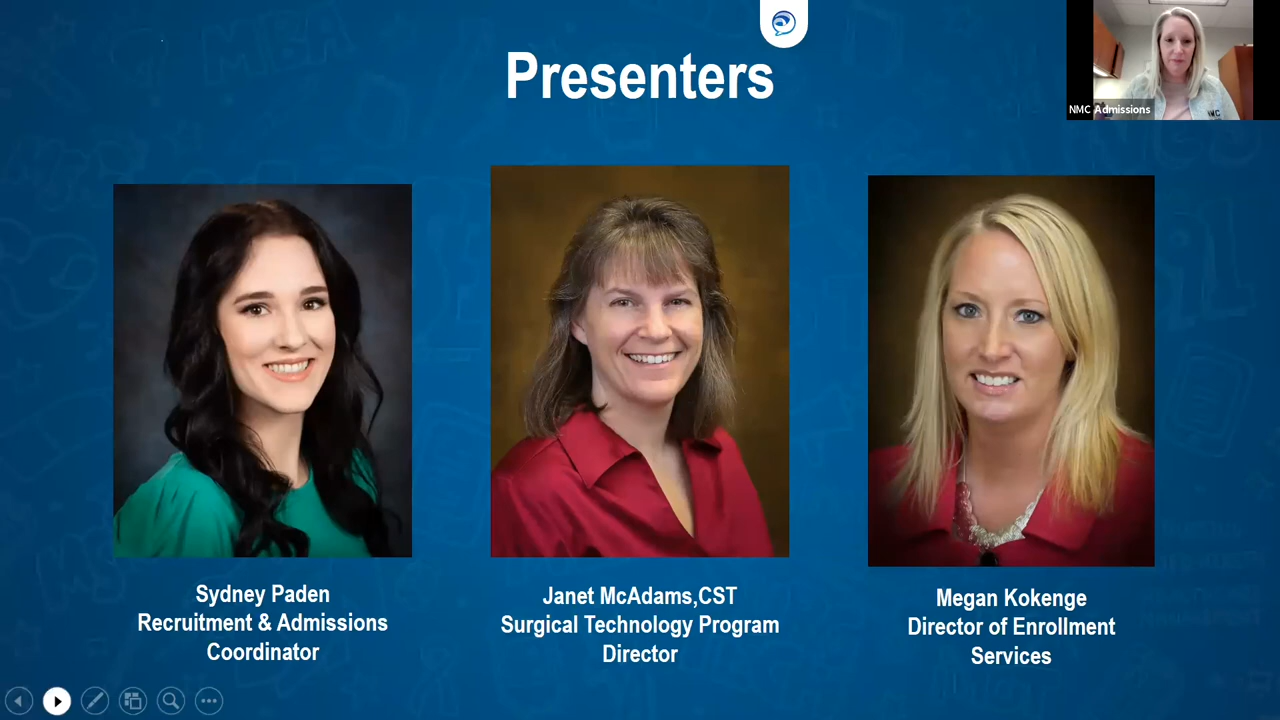 Presenters
NMC Admissions
Sydney Paden
Recruitment & Admissions
Coordinator
Janet McAdams,CST
Surgical Technology Program
Director
Megan Kokenge
Director of Enrollment
Services